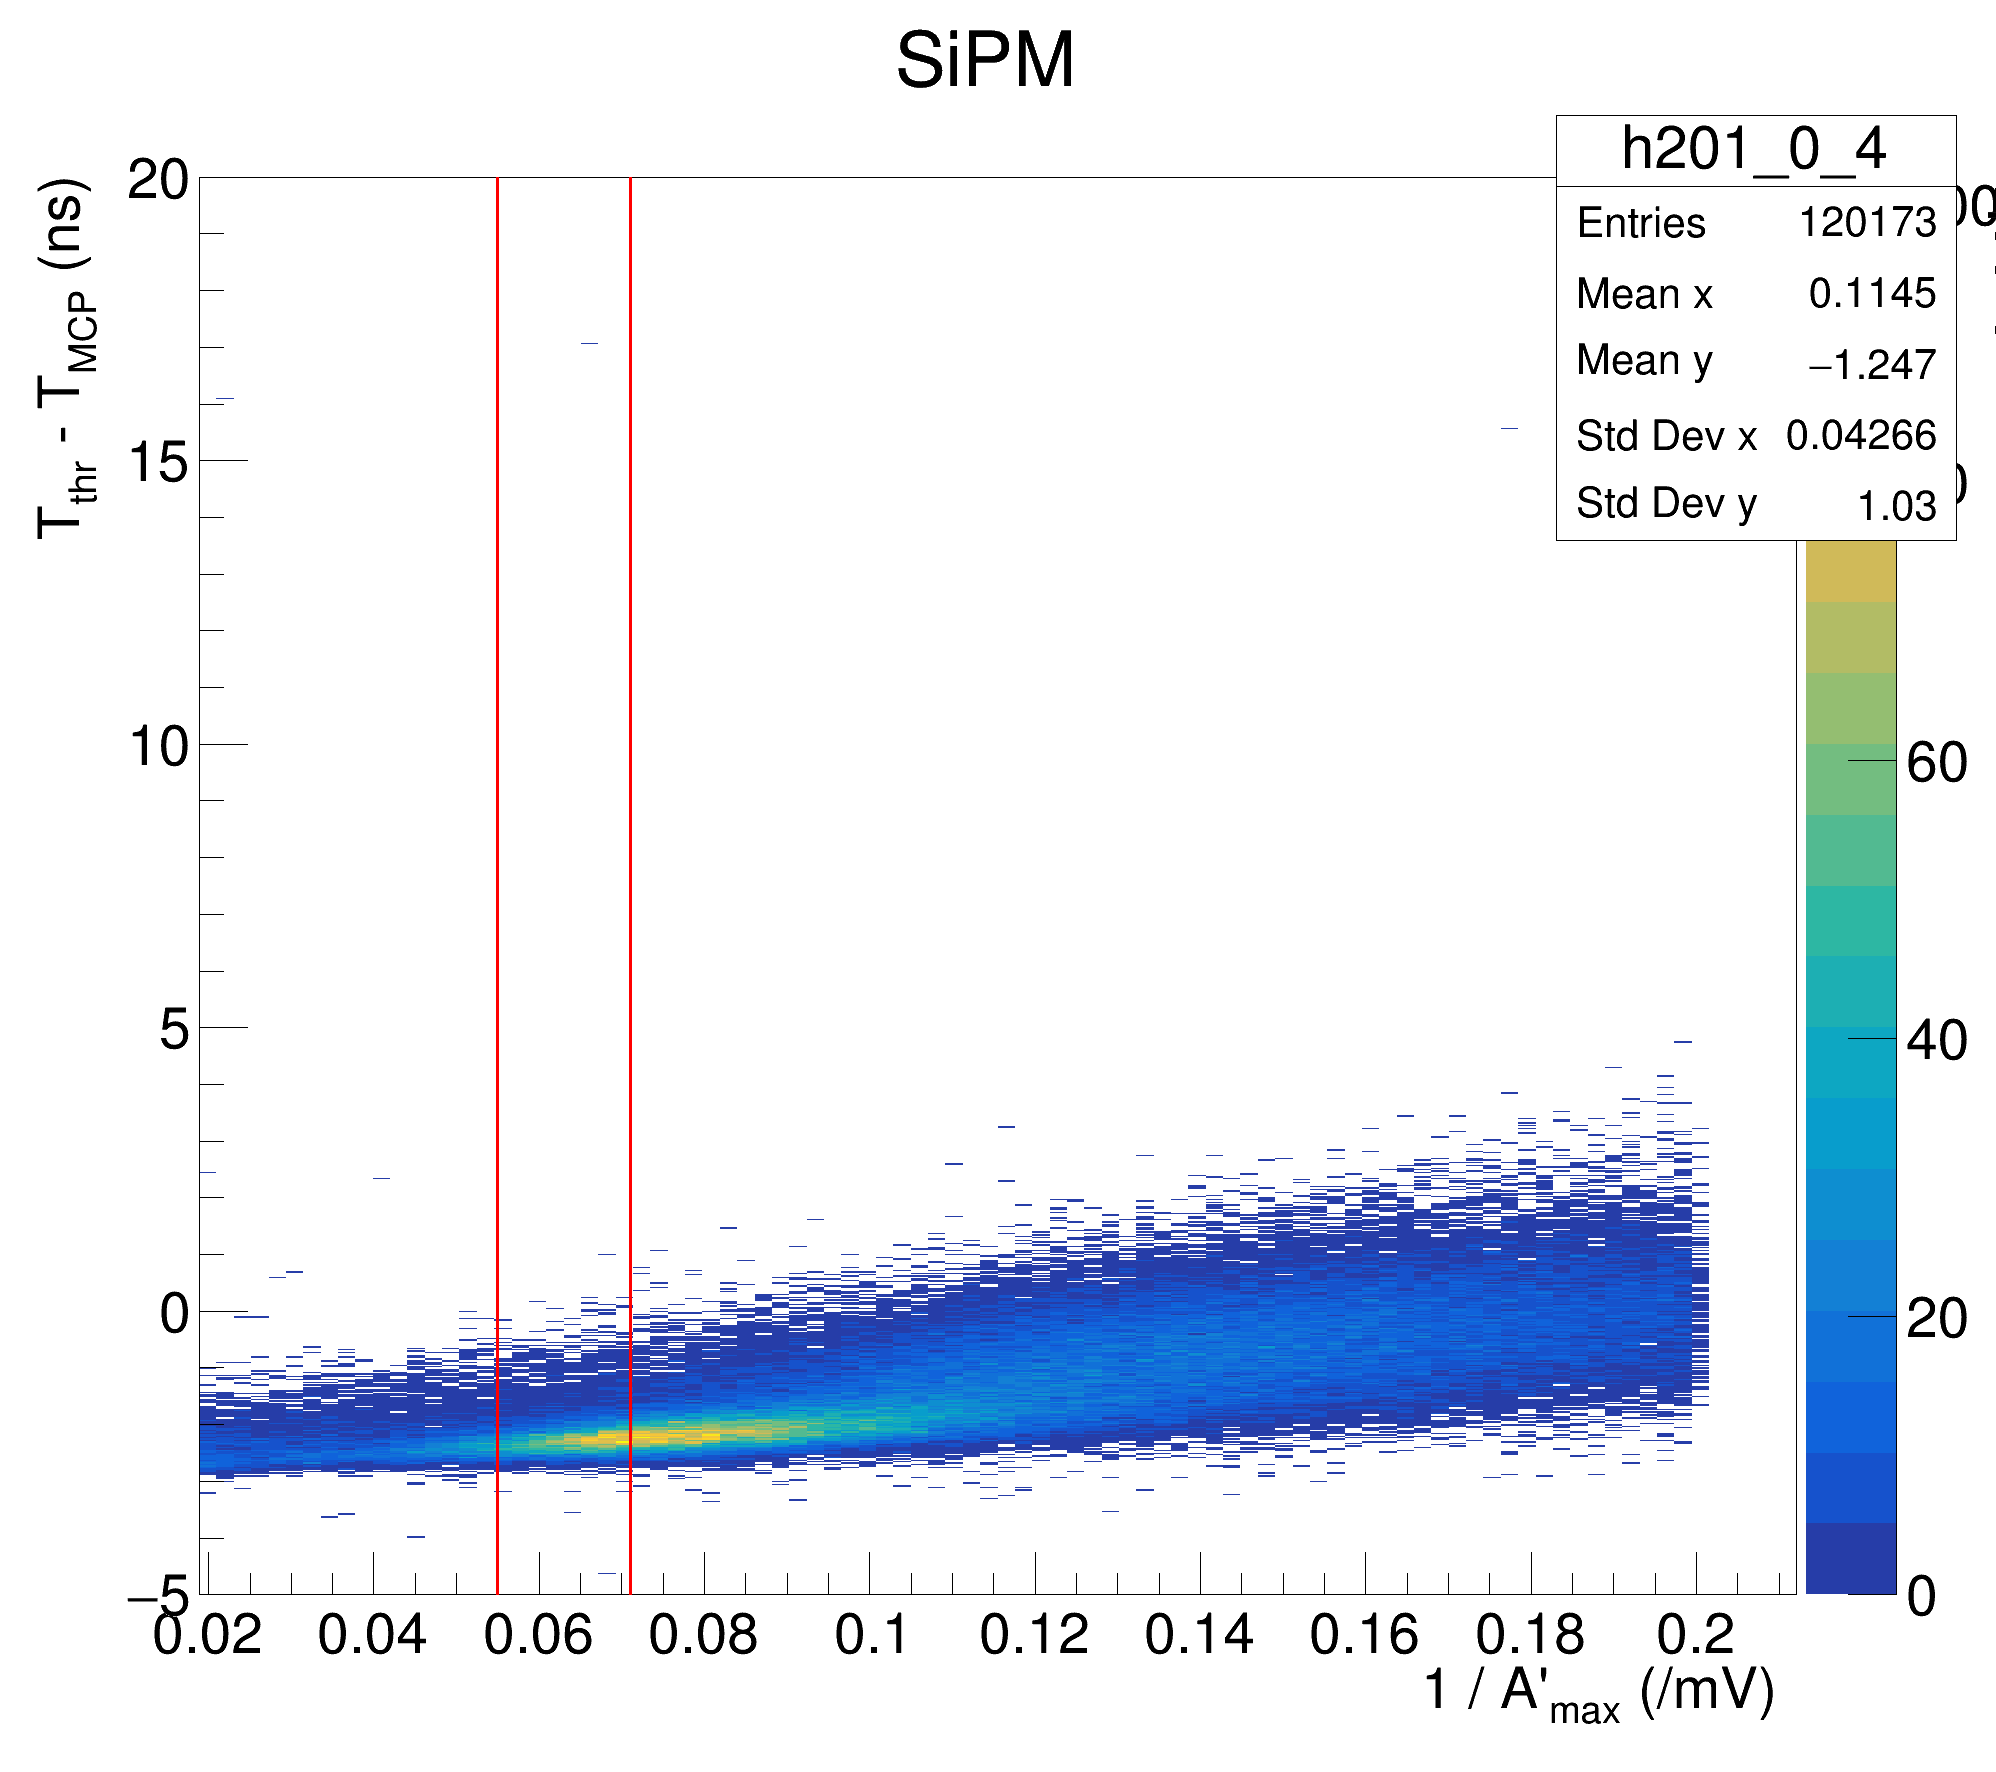 SiPM
h201_0_4
Entries 120173
Mean x 0.1145
Mean y −1.247
Std Dev x 0.04266
Std Dev y 1.03
T_thr - T_MCP (ns)
20
15
10
5
0
−5
0.02 0.04 0.06 0.08 0.1 0.12 0.14 0.16 0.18 0.2
1 / A'_max (/mV)
60
40
20
0